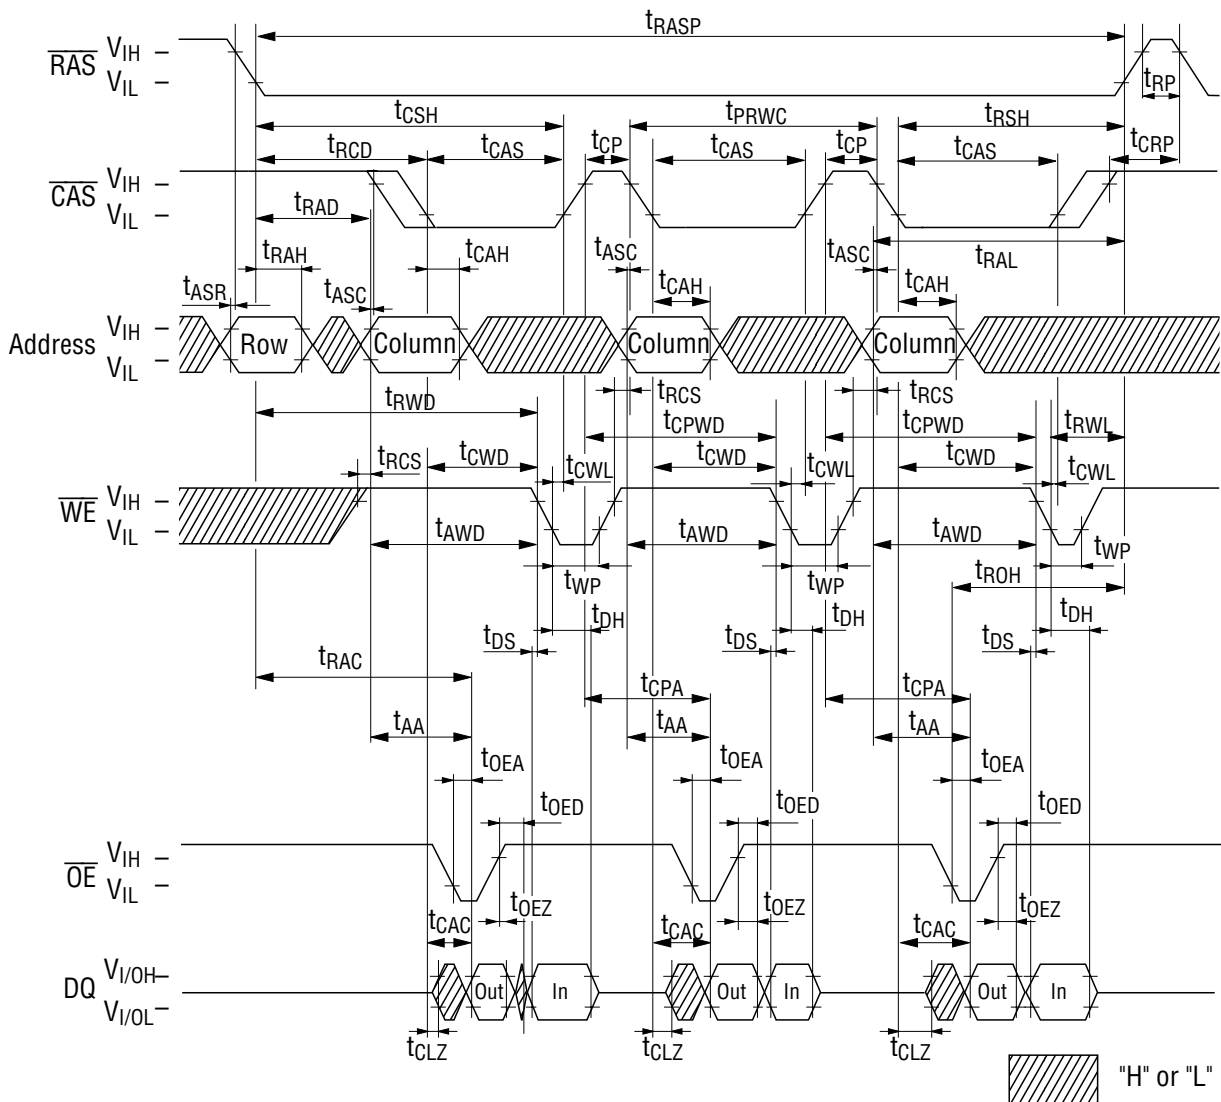 tRASP
RAS VIH
VIL
tRP
tCSH tPRWC tRSH
tRCD tCAS tCP tCAS tCP tCAS tCRP
CAS VIH
VIL
tRAD
tRAH tCAH tASC tASC tRAL
tASR tASC tCAH tCAH
Address VIH
VIL
Row Column Column Column
tRCS tRCS
tRWD tCPWD tCPWD tRWL
tRCS tCWD tCWL tCWD tCWL tCWD tCWL
WE VIH
VIL
tAWD tAWD tAWD
tWP tWP tROH tWP
tDH tDH tDH
tDS tDS tDS
tRAC tCPA tCPA
tAA tAA tAA
tOEA tOEA tOEA
tOED tOED tOED
OE VIH
VIL
tOEZ tOEZ tOEZ
tCAC tCAC tCAC
DQ VI/OH
VI/OL
Out In Out In Out In
tCLZ tCLZ tCLZ
"H" or "L"